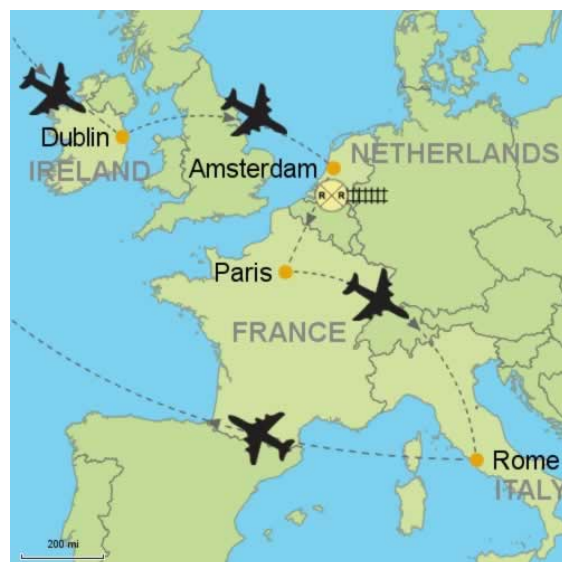 Dublin
IRELAND
Amsterdam
NETHERLANDS
R R
Paris
FRANCE
Rome
ITALY
200 mi